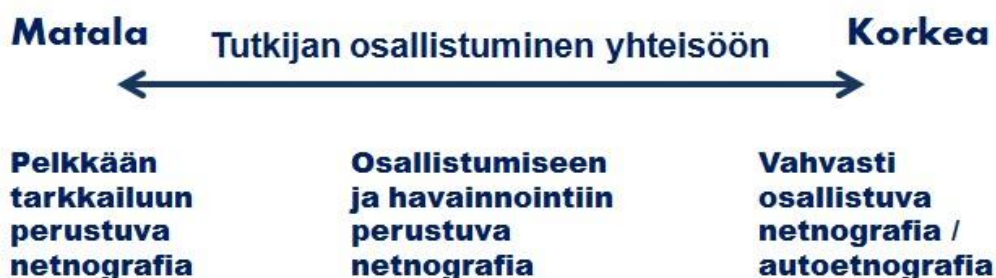 Matala
Tutkijan osallistuminen yhteisöön
Korkea
Pelkkään
tarkkailuun
perustuva
netnografia
Osallistumiseen
ja havainnointiin
perustuva
netnografia
Vahvasti
osallistuva
netnografia /
autoetnografia